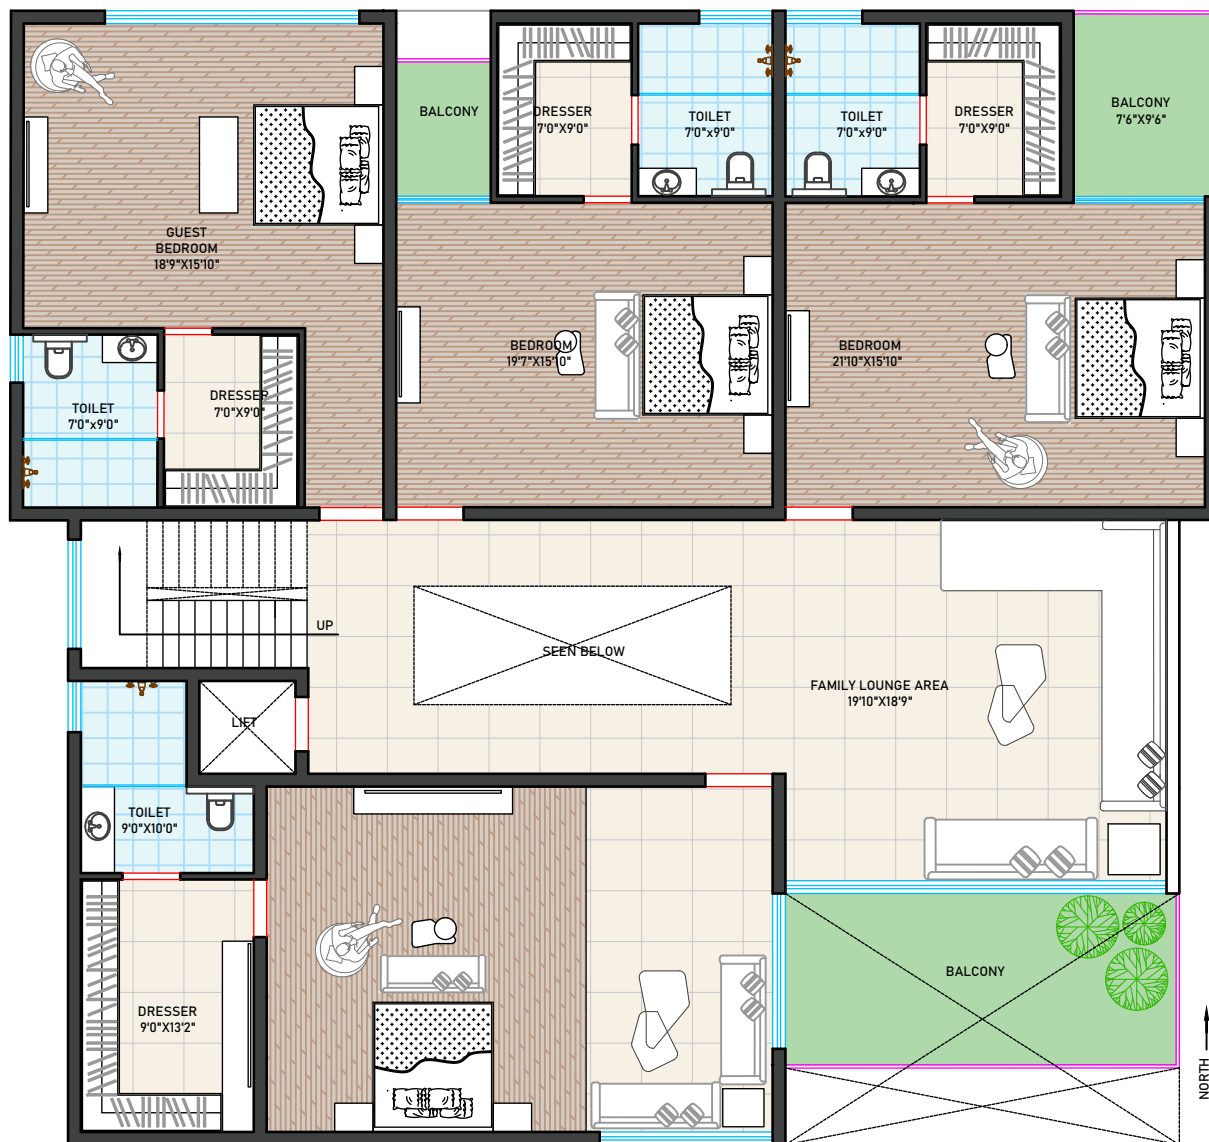 BALCONY
DRESSER
7'0"X9'0"
TOILET
7'0"x9'0"
TOILET
7'0"x9'0"
DRESSER
7'0"X9'0"
BALCONY
7'6"X9'6"
GUEST
BEDROOM
18'9"X15'10"
BEDROOM
19'7"X15'10"
BEDROOM
21'10"X15'10"
TOILET
7'0"x9'0"
DRESSER
7'0"X9'0"
UP
SEEN BELOW
FAMILY LOUNGE AREA
19'10"X18'9"
LIFT
TOILET
9'0"X10'0"
BALCONY
DRESSER
9'0"X13'2"
NORTH